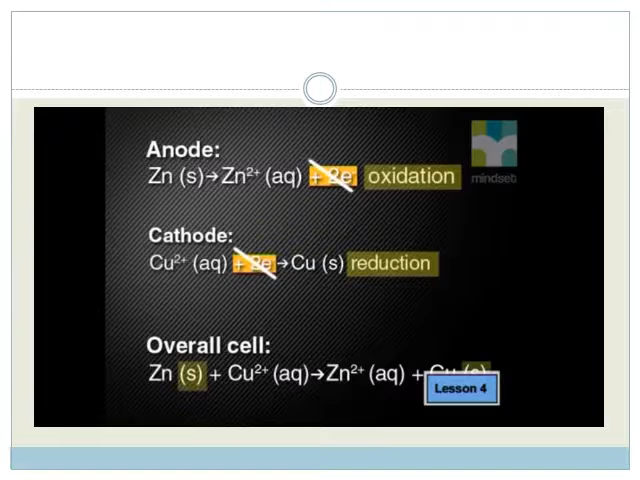 Anode:
Zn (s)→Zn²⁺ (aq) + 2e oxidation
mindset
Cathode:
Cu²⁺ (aq) + 2e →Cu (s) reduction
Overall cell:
Zn (s) + Cu²⁺ (aq)→Zn²⁺ (aq) + Cu (s)
Lesson 4